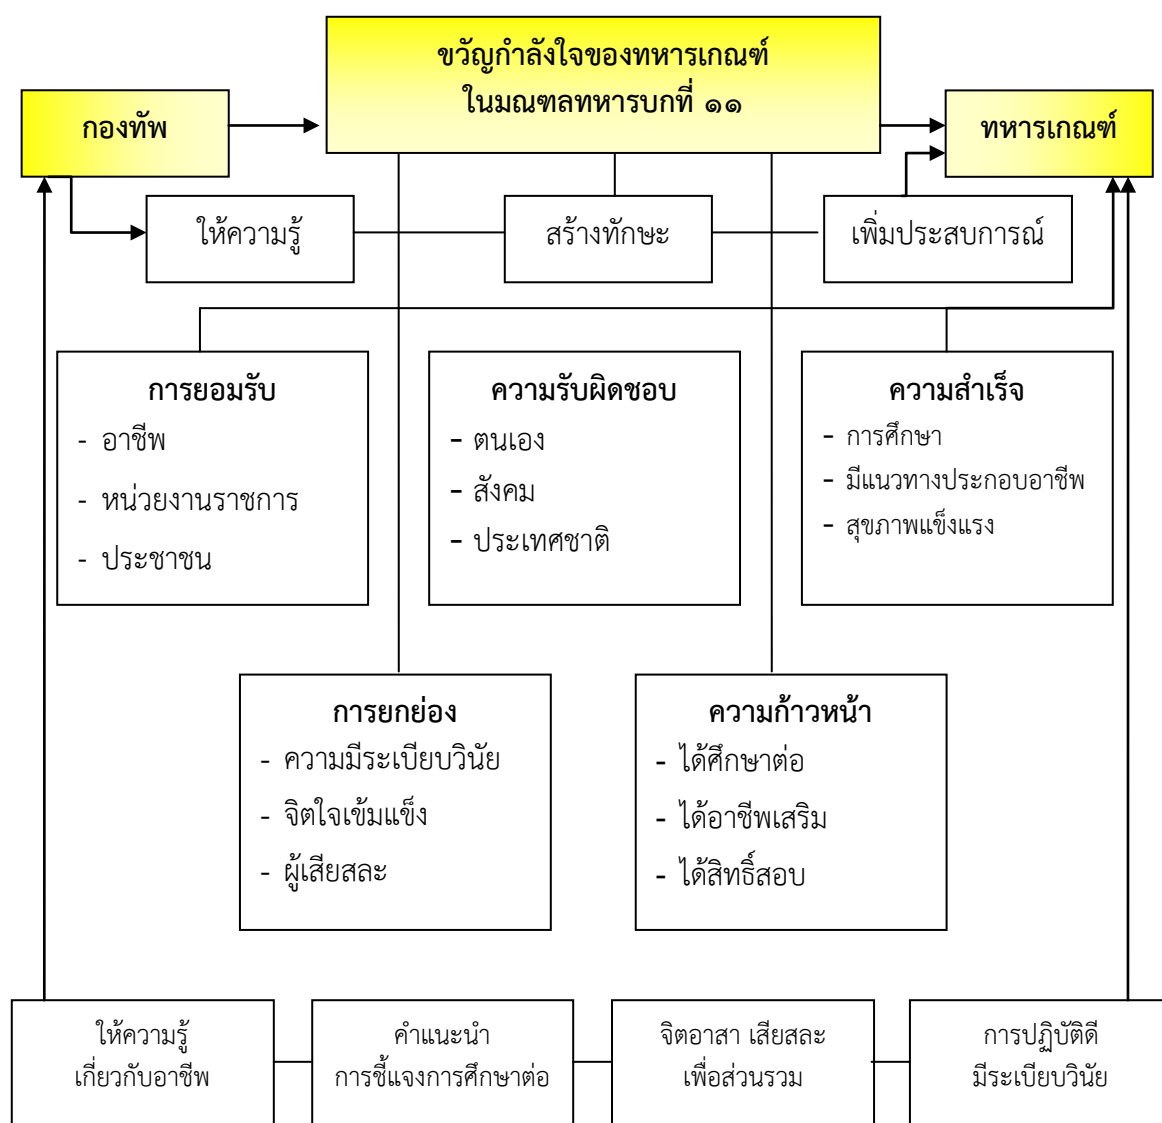 ขวัญกำลังใจของทหารเกณฑ์
ในมณฑลทหารบกที่ ๑๑
กองทัพ
ทหารเกณฑ์
ให้ความรู้
สร้างทักษะ
เพิ่มประสบการณ์
การยอมรับ
- อาชีพ
- หน่วยงานราชการ
- ประชาชน
ความรับผิดชอบ
- ตนเอง
- สังคม
- ประเทศชาติ
ความสำเร็จ
- การศึกษา
- มีแนวทางประกอบอาชีพ
- สุขภาพแข็งแรง
การยกย่อง
- ความมีระเบียบวินัย
- จิตใจเข้มแข็ง
- ผู้เสียสละ
ความก้าวหน้า
- ได้ศึกษาต่อ
- ได้อาชีพเสริม
- ได้สิทธิ์สอบ
ให้ความรู้
เกี่ยวกับอาชีพ
คำแนะนำ
การชี้แจงการศึกษาต่อ
จิตอาสา เสียสละ
เพื่อส่วนรวม
การปฏิบัติดี
มีระเบียบวินัย